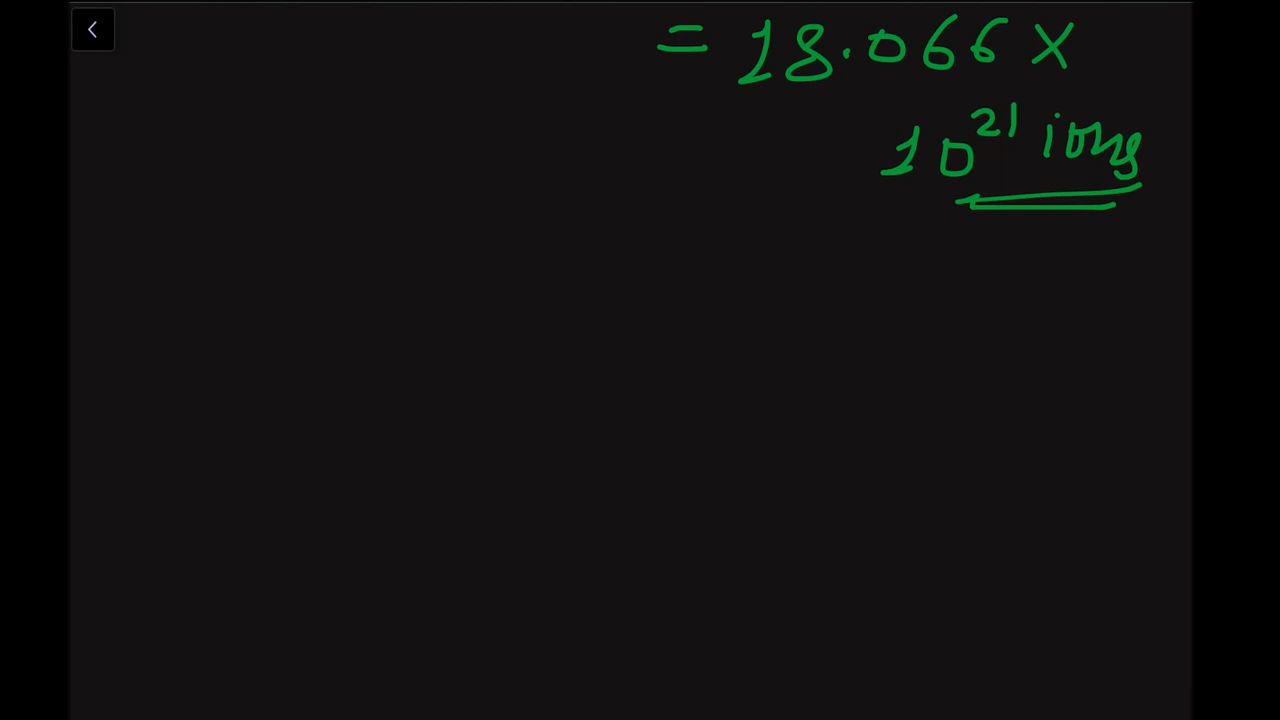 = 18.066 ×
10²¹ ions